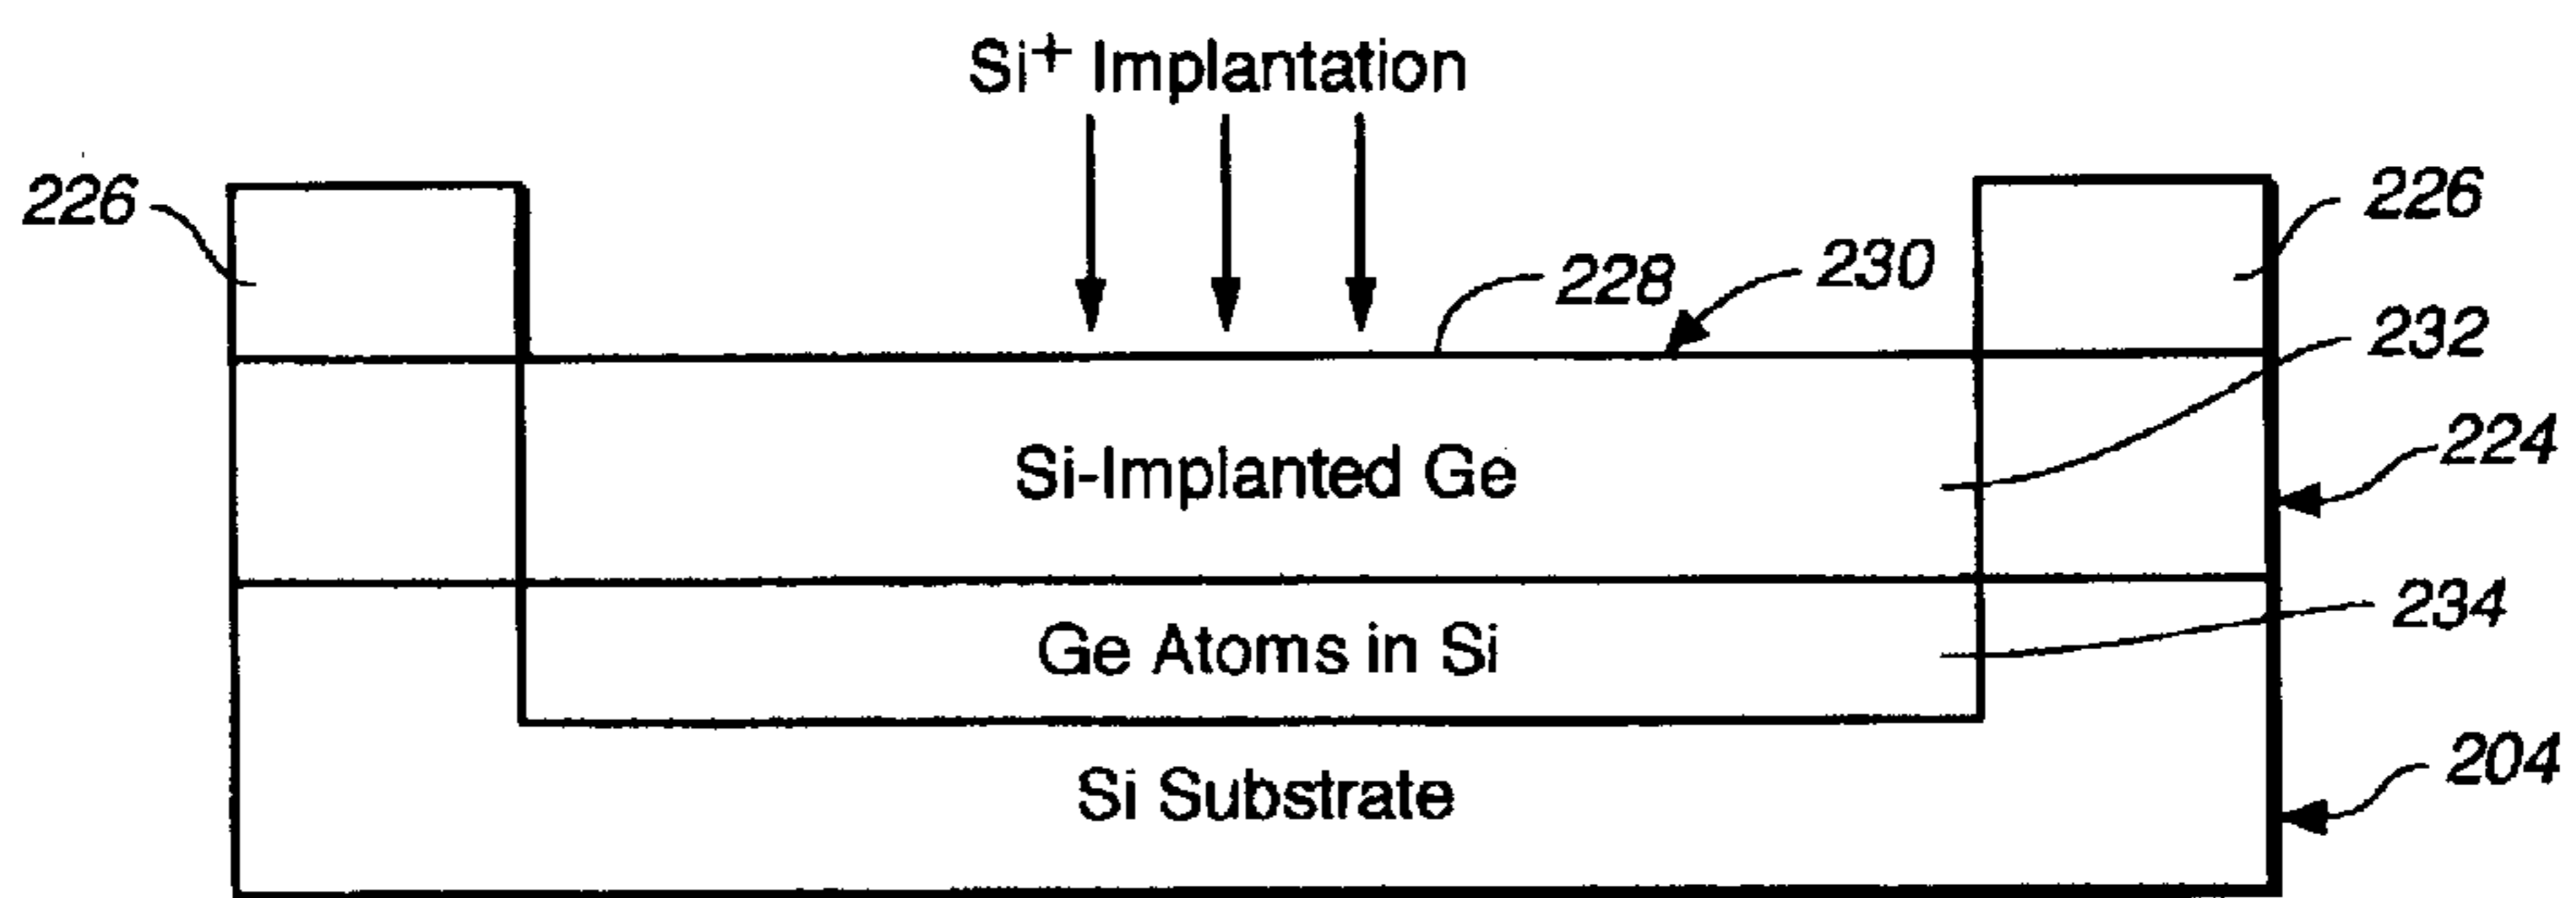 Si+ Implantation
226
226
228
230
232
Si-Implanted Ge
224
234
Ge Atoms in Si
204
Si Substrate